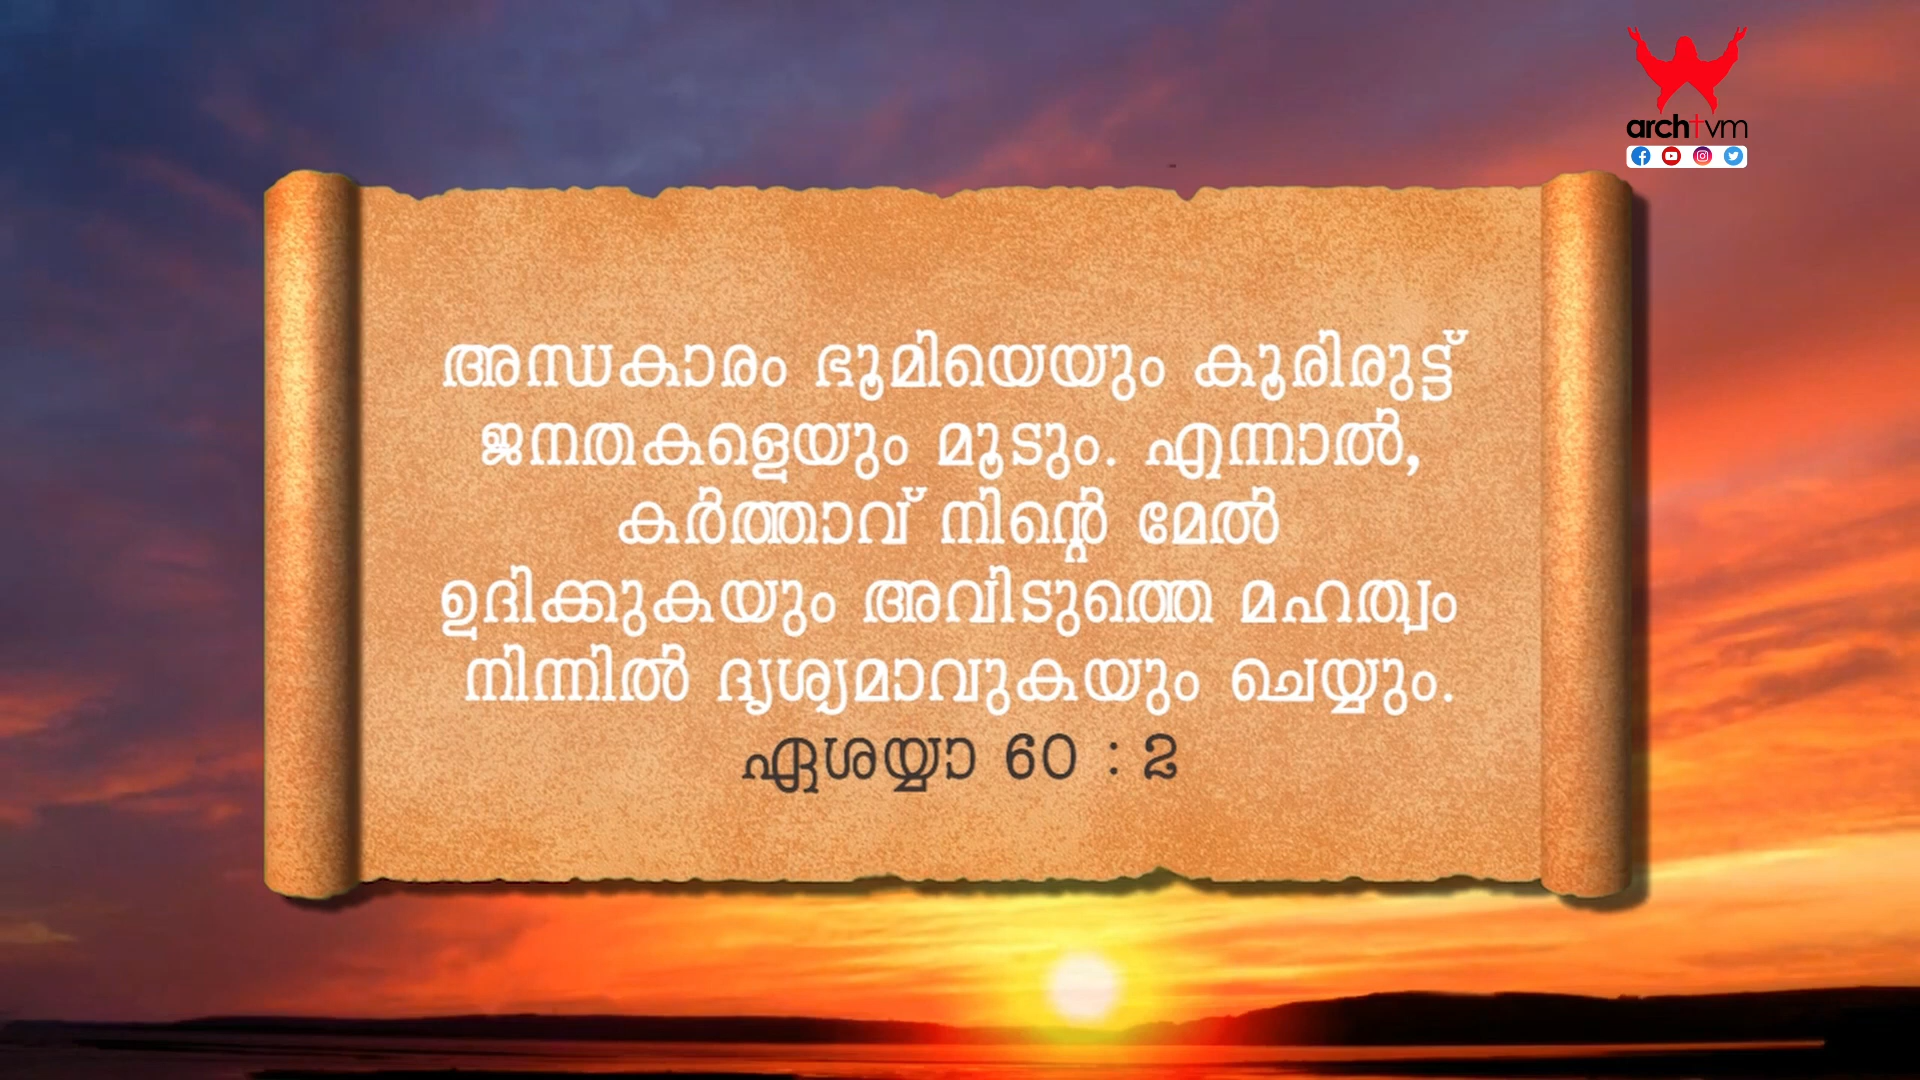 archtvm
അന്ധകാരം ഭൂമിയെയും കൂരിരുട്ട്
ജനതകളെയും മൂടും. എന്നാൽ,
കർത്താവ് നിന്റെ മേൽ
ഉദിക്കുകയും അവിടുത്തെ മഹത്വം
നിന്നിൽ ദൃശ്യമാവുകയും ചെയ്യും.
ഏശയ്യാ 60 : 2